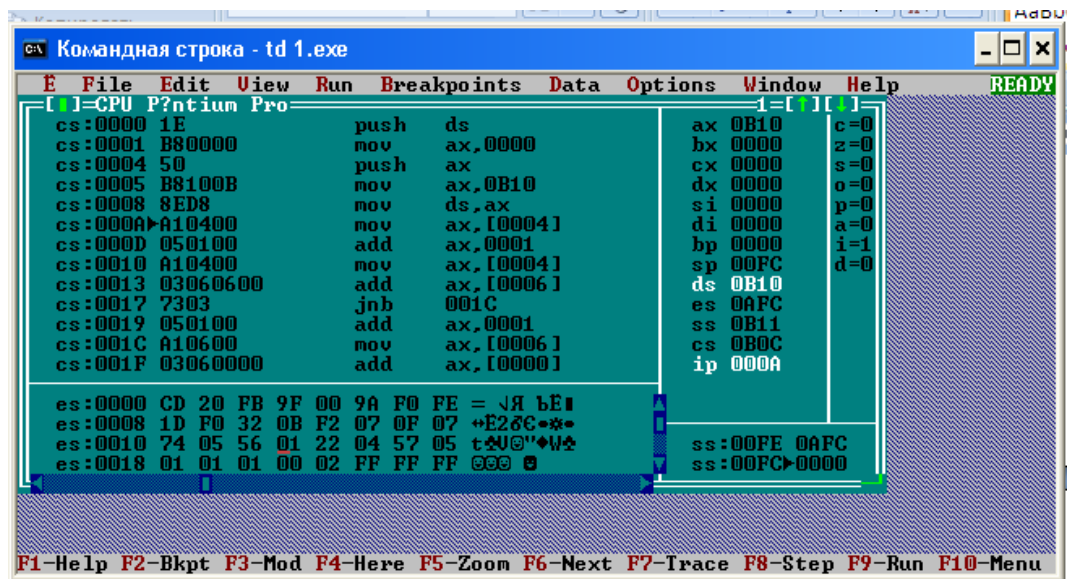 Командная строка - td 1.exe
Ё File Edit View Run Breakpoints Data Options Window Help READY
[■]=CPU P?ntium Pro 1=[↑][↓]
cs:0000 1E push ds ax 0B10 c=0
cs:0001 B80000 mov ax,0000 bx 0000 z=0
cs:0004 50 push ax cx 0000 s=0
cs:0005 B8100B mov ax,0B10 dx 0000 o=0
cs:0008 8ED8 mov ds,ax si 0000 p=0
cs:000A►A10400 mov ax,[0004] di 0000 a=0
cs:000D 050100 add ax,0001 bp 0000 i=1
cs:0010 A10400 mov ax,[0004] sp 00FC d=0
cs:0013 03060600 add ax,[0006] ds 0B10
cs:0017 7303 jnb 001C es 0AFC
cs:0019 050100 add ax,0001 ss 0B11
cs:001C A10600 mov ax,[0006] cs 0B0C
cs:001F 03060000 add ax,[0000] ip 000A
es:0000 CD 20 FB 9F 00 9A F0 FE = √Я ЪЁ■
es:0008 1D F0 32 0B F2 07 0F 07 ↔Ё2♂Є•☼•
es:0010 74 05 56 01 22 04 57 05 t♣V☺"♦W♣ ss:00FE 0AFC
es:0018 01 01 01 00 02 FF FF FF ☺☺☺ ☻ ss:00FC►0000
F1-Help F2-Bkpt F3-Mod F4-Here F5-Zoom F6-Next F7-Trace F8-Step F9-Run F10-Menu